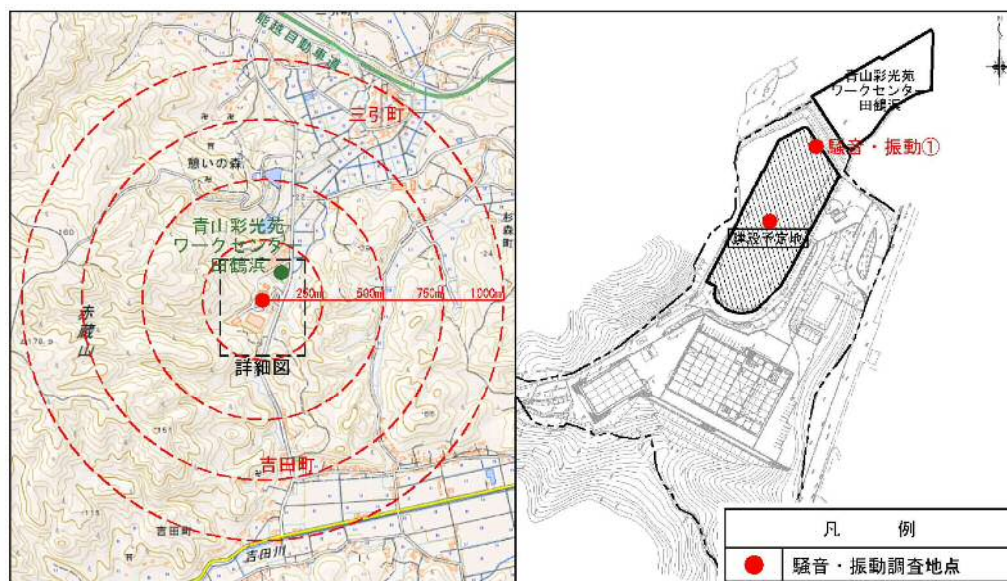 能越自動車道
三引町
憩いの森
青山彩光苑
ワークセンター
田鶴浜
杉森町
160
24
250m
500m
750m
1000m
赤蔵山
詳細図
151
吉田町
115
吉田町
吉田川
青山彩光苑
ワークセンター
田鶴浜
騒音・振動①
建設予定地
凡 例
騒音・振動調査地点